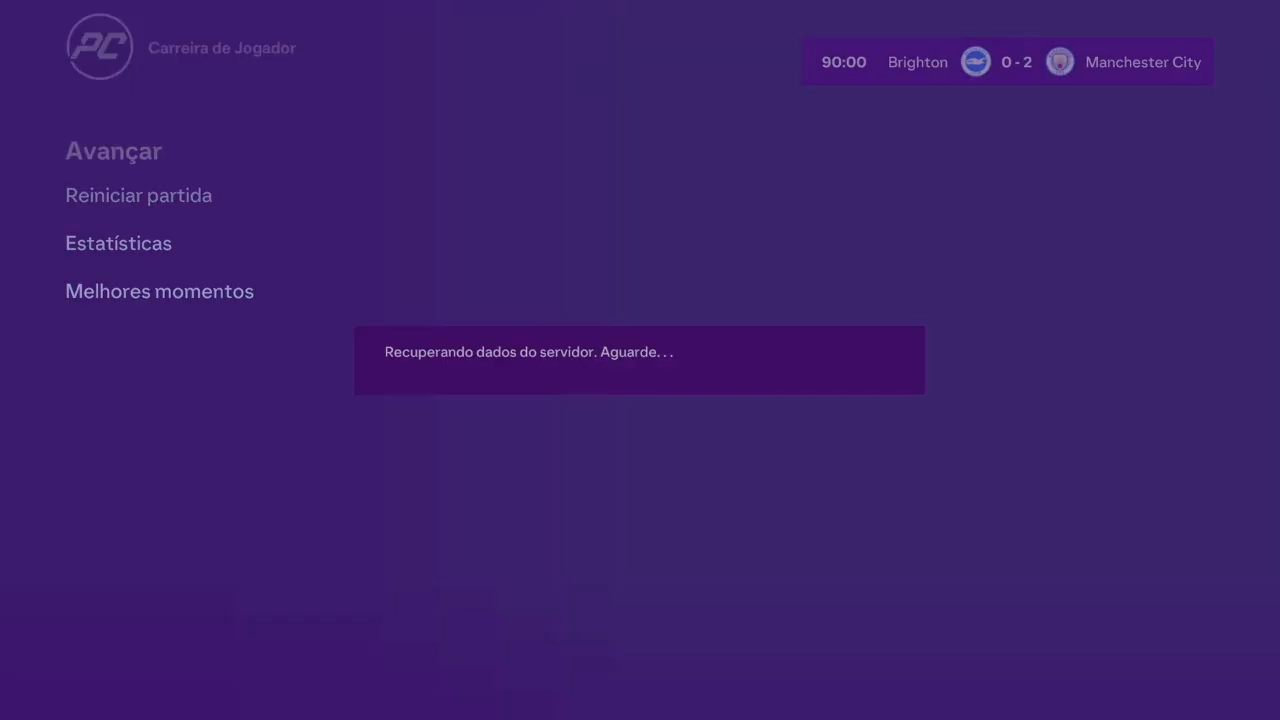 PC Carreira de Jogador
90:00 Brighton 0 - 2 Manchester City
Avançar
Reiniciar partida
Estatísticas
Melhores momentos
Recuperando dados do servidor. Aguarde. . .